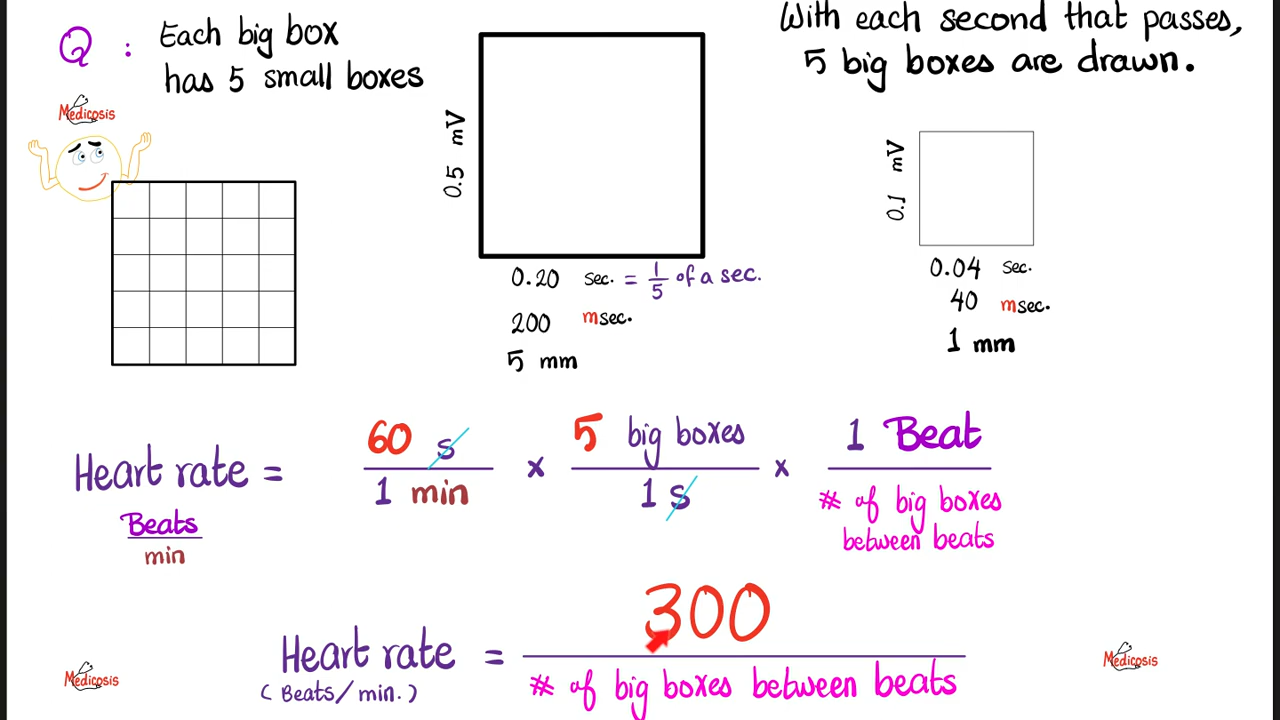 Q : Each big box
has 5 small boxes
Medicosis
0.5 mV
0.20 sec. = 1/5 of a sec.
200 msec.
5 mm
With each second that passes,
5 big boxes are drawn.
0.1 mV
0.04 sec.
40 msec.
1 mm
Heart rate = 60 s / 1 min x 5 big boxes / 1 s x 1 Beat / # of big boxes between beats
Beats
min
Heart rate = 300 / # of big boxes between beats
(Beats/min.)
Medicosis
Medicosis